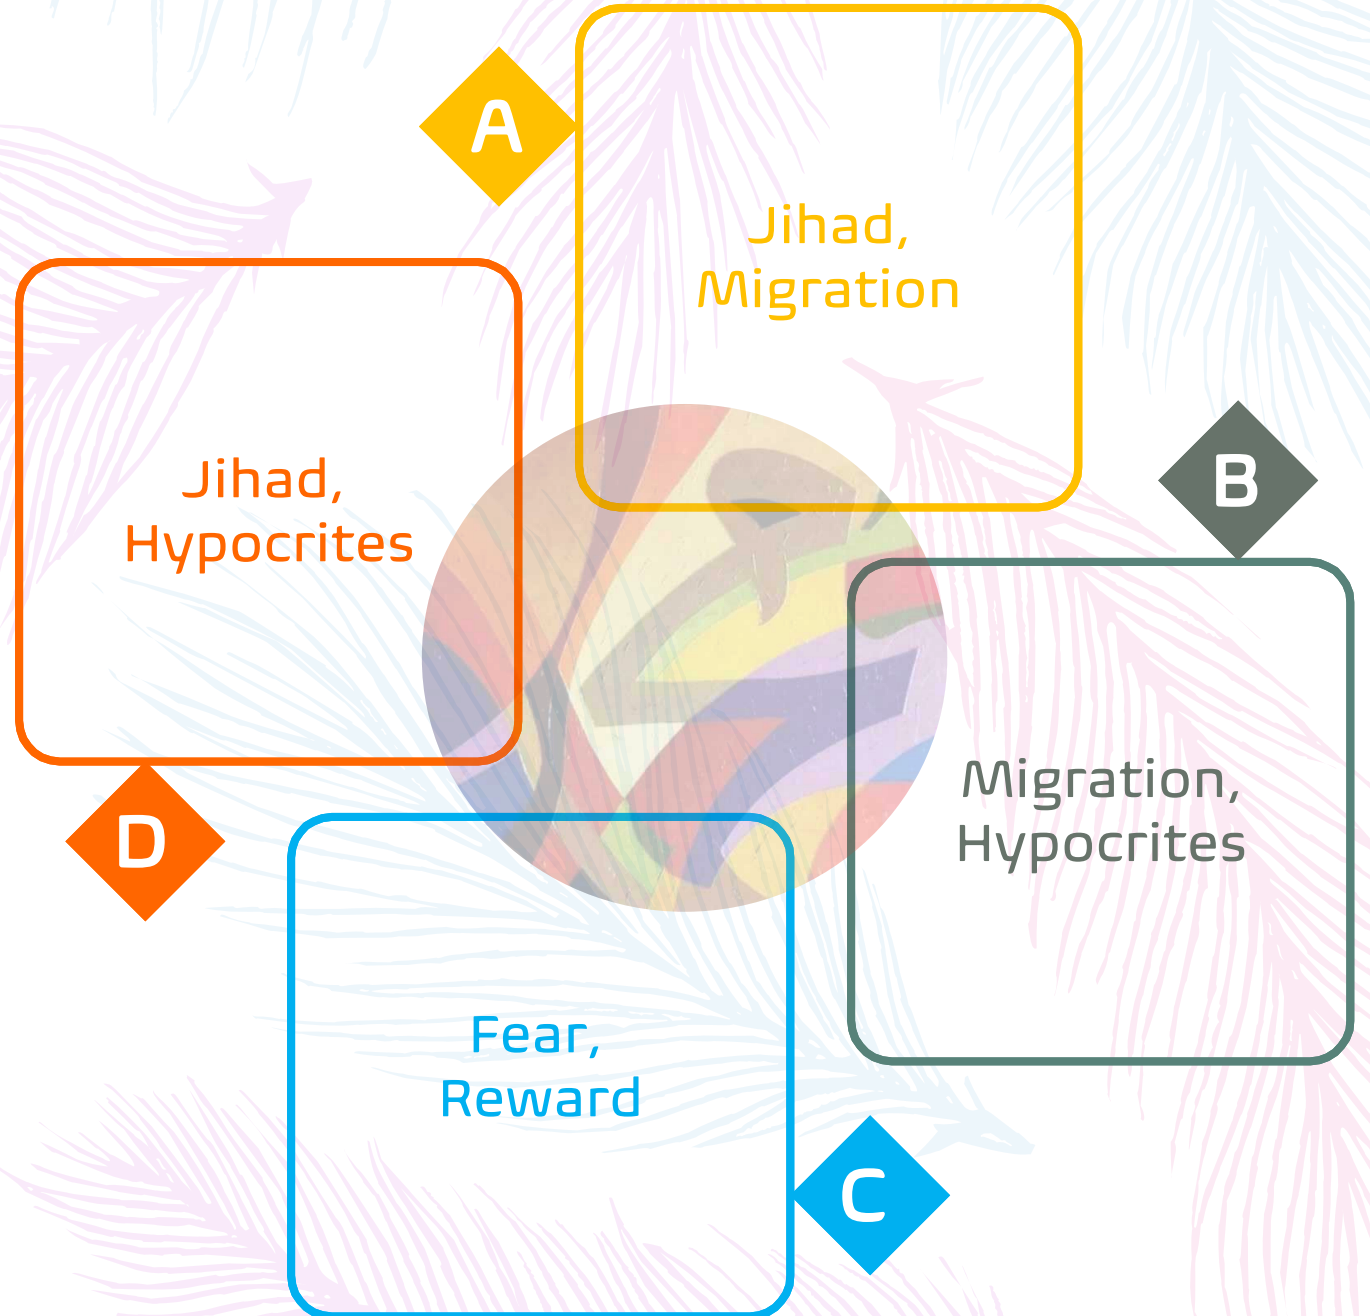 A
Jihad,
Migration
B
Migration,
Hypocrites
C
Fear,
Reward
D
Jihad,
Hypocrites